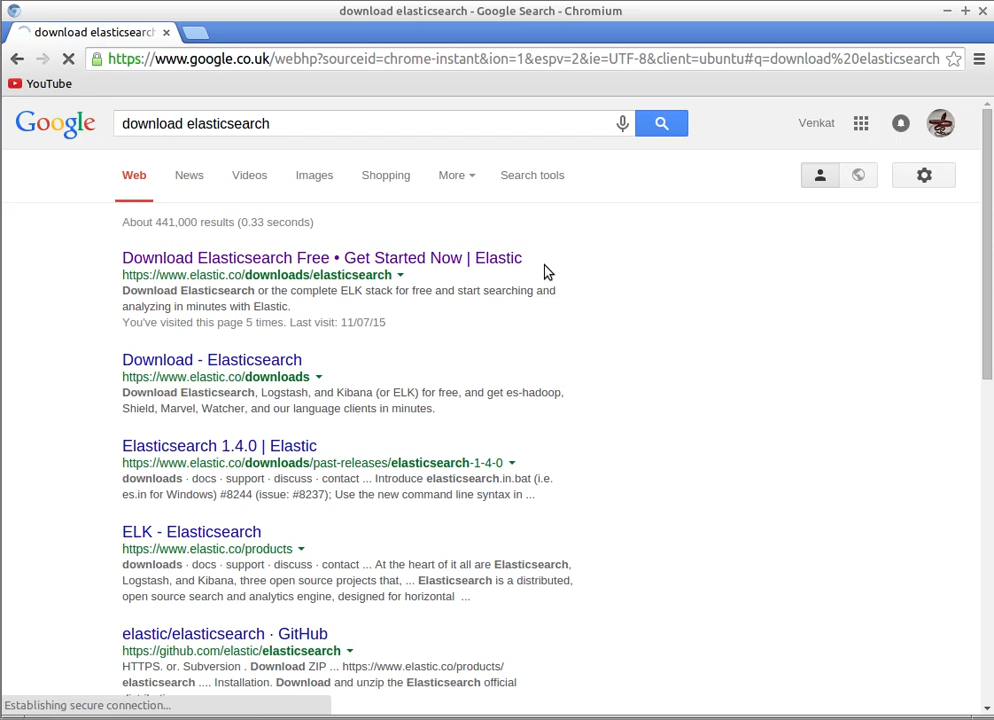 download elasticsearch - Google Search - Chromium
download elasticsearch
https://www.google.co.uk/webhp?sourceid=chrome-instant&ion=1&espv=2&ie=UTF-8&client=ubuntu#q=download%20elasticsearch
YouTube
Google
download elasticsearch
Venkat
Web News Videos Images Shopping More Search tools
About 441,000 results (0.33 seconds)
Download Elasticsearch Free • Get Started Now | Elastic
https://www.elastic.co/downloads/elasticsearch
Download Elasticsearch or the complete ELK stack for free and start searching and
analyzing in minutes with Elastic.
You've visited this page 5 times. Last visit: 11/07/15
Download - Elasticsearch
https://www.elastic.co/downloads
Download Elasticsearch, Logstash, and Kibana (or ELK) for free, and get es-hadoop,
Shield, Marvel, Watcher, and our language clients in minutes.
Elasticsearch 1.4.0 | Elastic
https://www.elastic.co/downloads/past-releases/elasticsearch-1-4-0
downloads · docs · support · discuss · contact ... Introduce elasticsearch.in.bat (i.e.
es.in for Windows) #8244 (issue: #8237); Use the new command line syntax in ...
ELK - Elasticsearch
https://www.elastic.co/products
downloads · docs · support · discuss · contact ... At the heart of it all are Elasticsearch,
Logstash, and Kibana, three open source projects that, ... Elasticsearch is a distributed,
open source search and analytics engine, designed for horizontal ...
elastic/elasticsearch · GitHub
https://github.com/elastic/elasticsearch
HTTPS. or. Subversion . Download ZIP ... https://www.elastic.co/products/
elasticsearch .... Installation. Download and unzip the Elasticsearch official
Establishing secure connection...